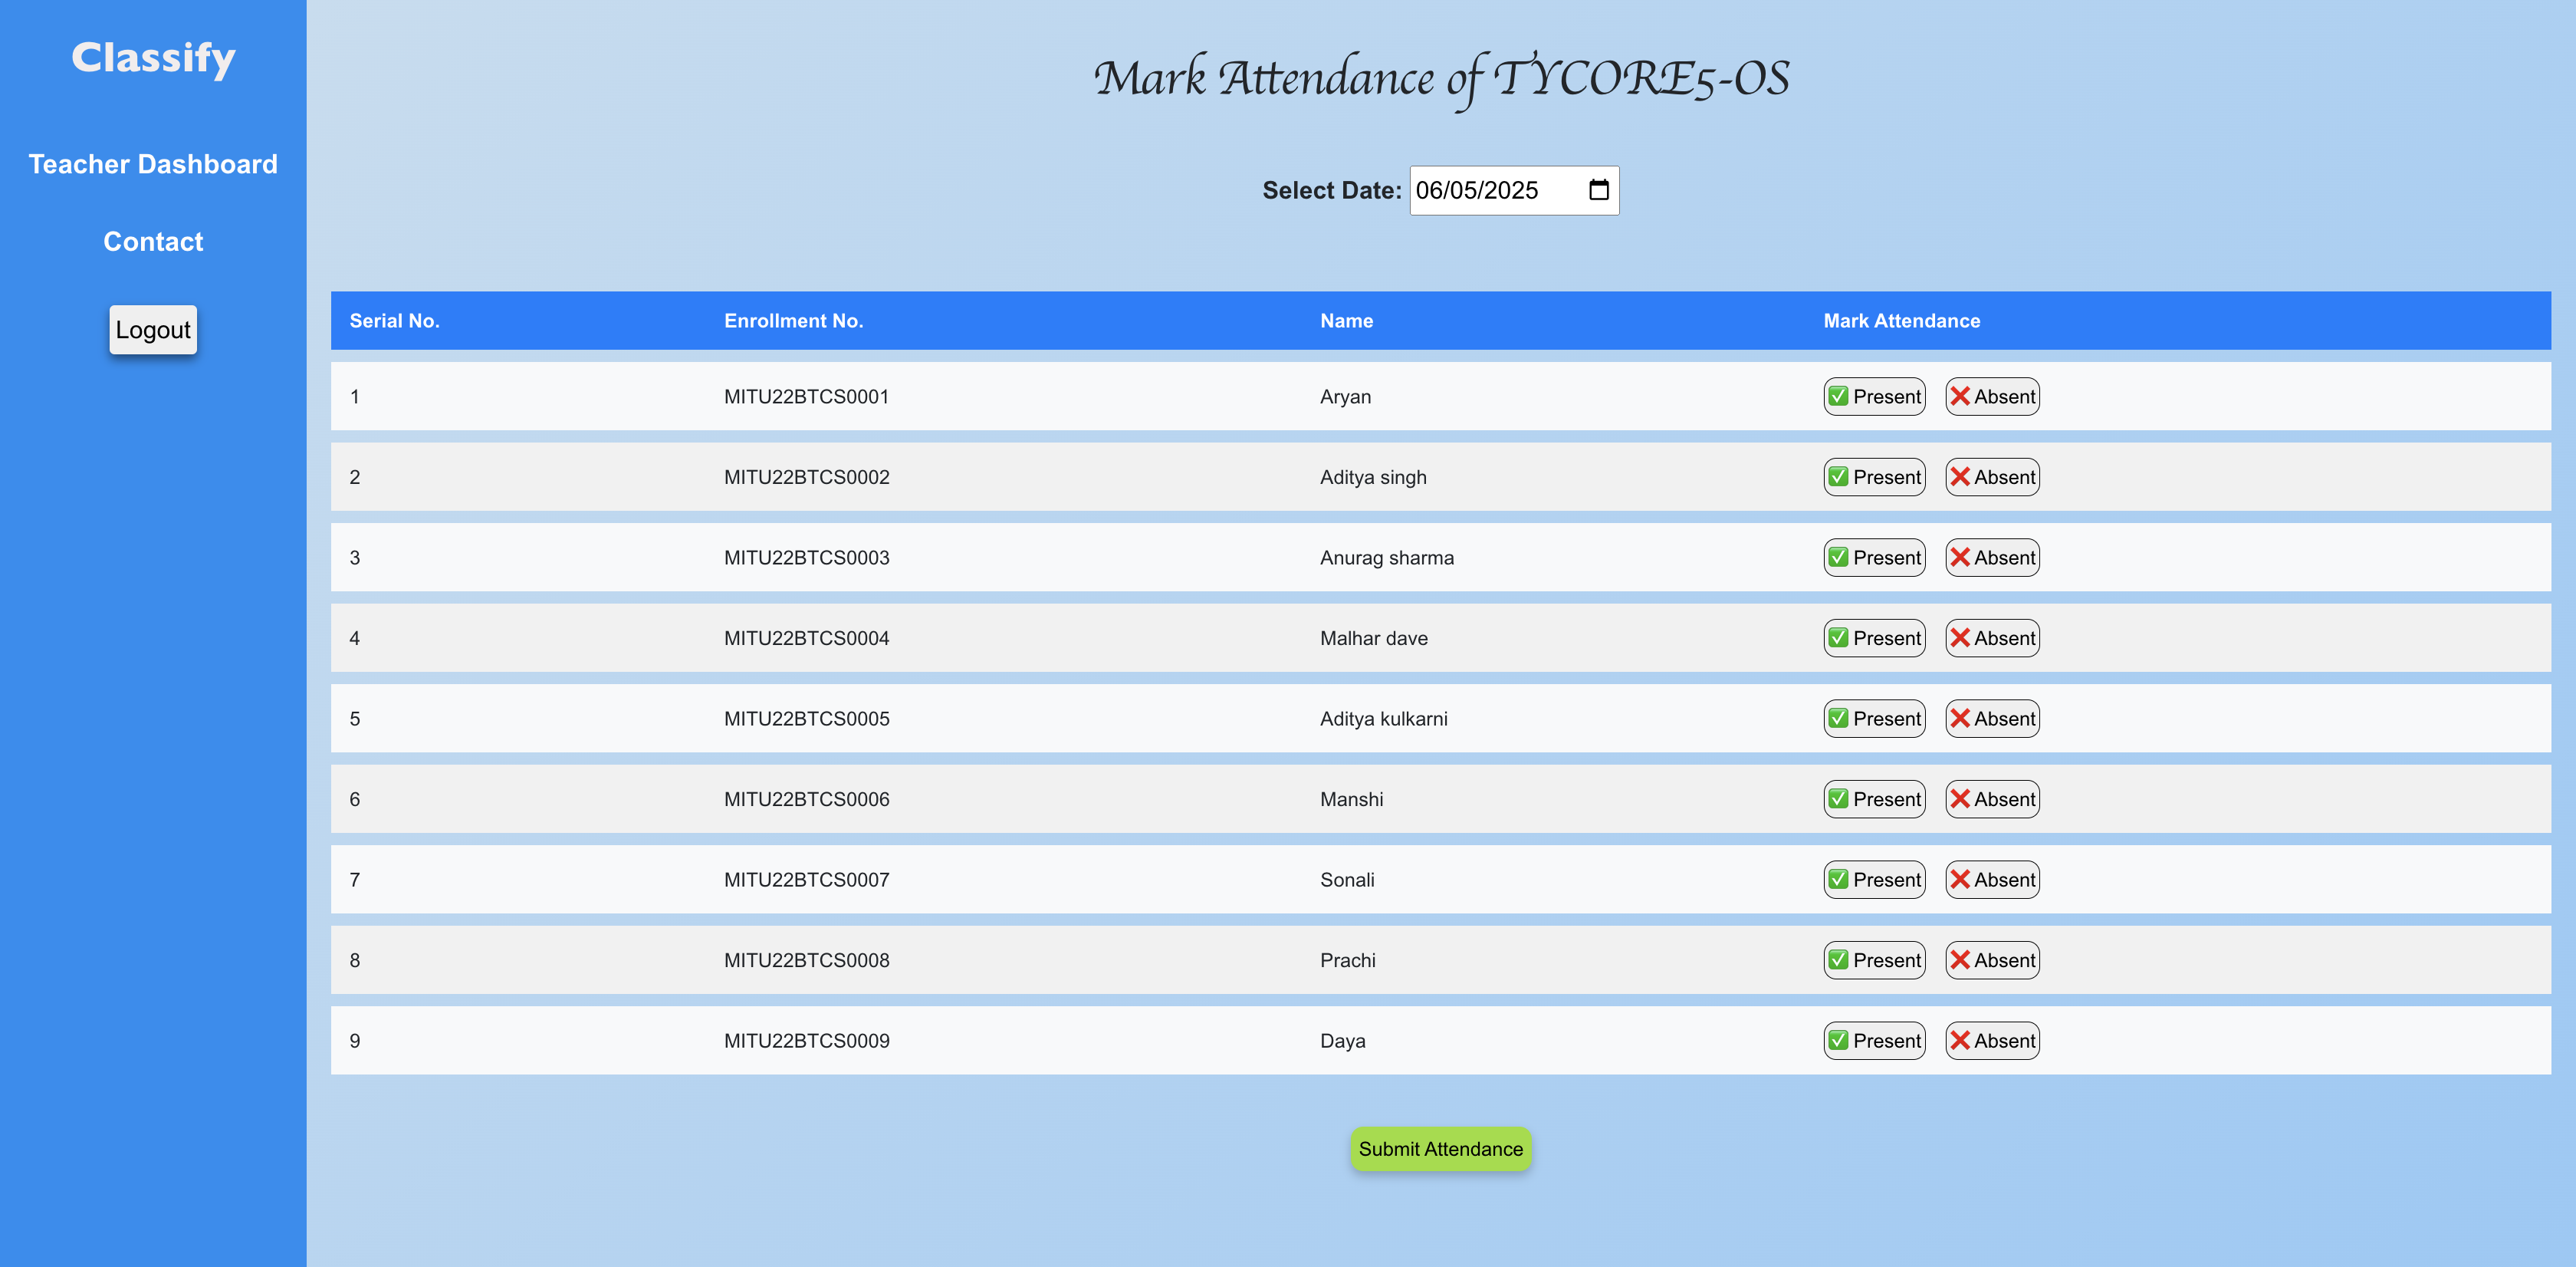 Classify
Teacher Dashboard
Contact
Logout
Mark Attendance of TYCORE5-OS
Select Date: 06/05/2025
Serial No. Enrollment No. Name Mark Attendance
1 MITU22BTCS0001 Aryan ✅ Present ❌ Absent
2 MITU22BTCS0002 Aditya singh ✅ Present ❌ Absent
3 MITU22BTCS0003 Anurag sharma ✅ Present ❌ Absent
4 MITU22BTCS0004 Malhar dave ✅ Present ❌ Absent
5 MITU22BTCS0005 Aditya kulkarni ✅ Present ❌ Absent
6 MITU22BTCS0006 Manshi ✅ Present ❌ Absent
7 MITU22BTCS0007 Sonali ✅ Present ❌ Absent
8 MITU22BTCS0008 Prachi ✅ Present ❌ Absent
9 MITU22BTCS0009 Daya ✅ Present ❌ Absent
Submit Attendance